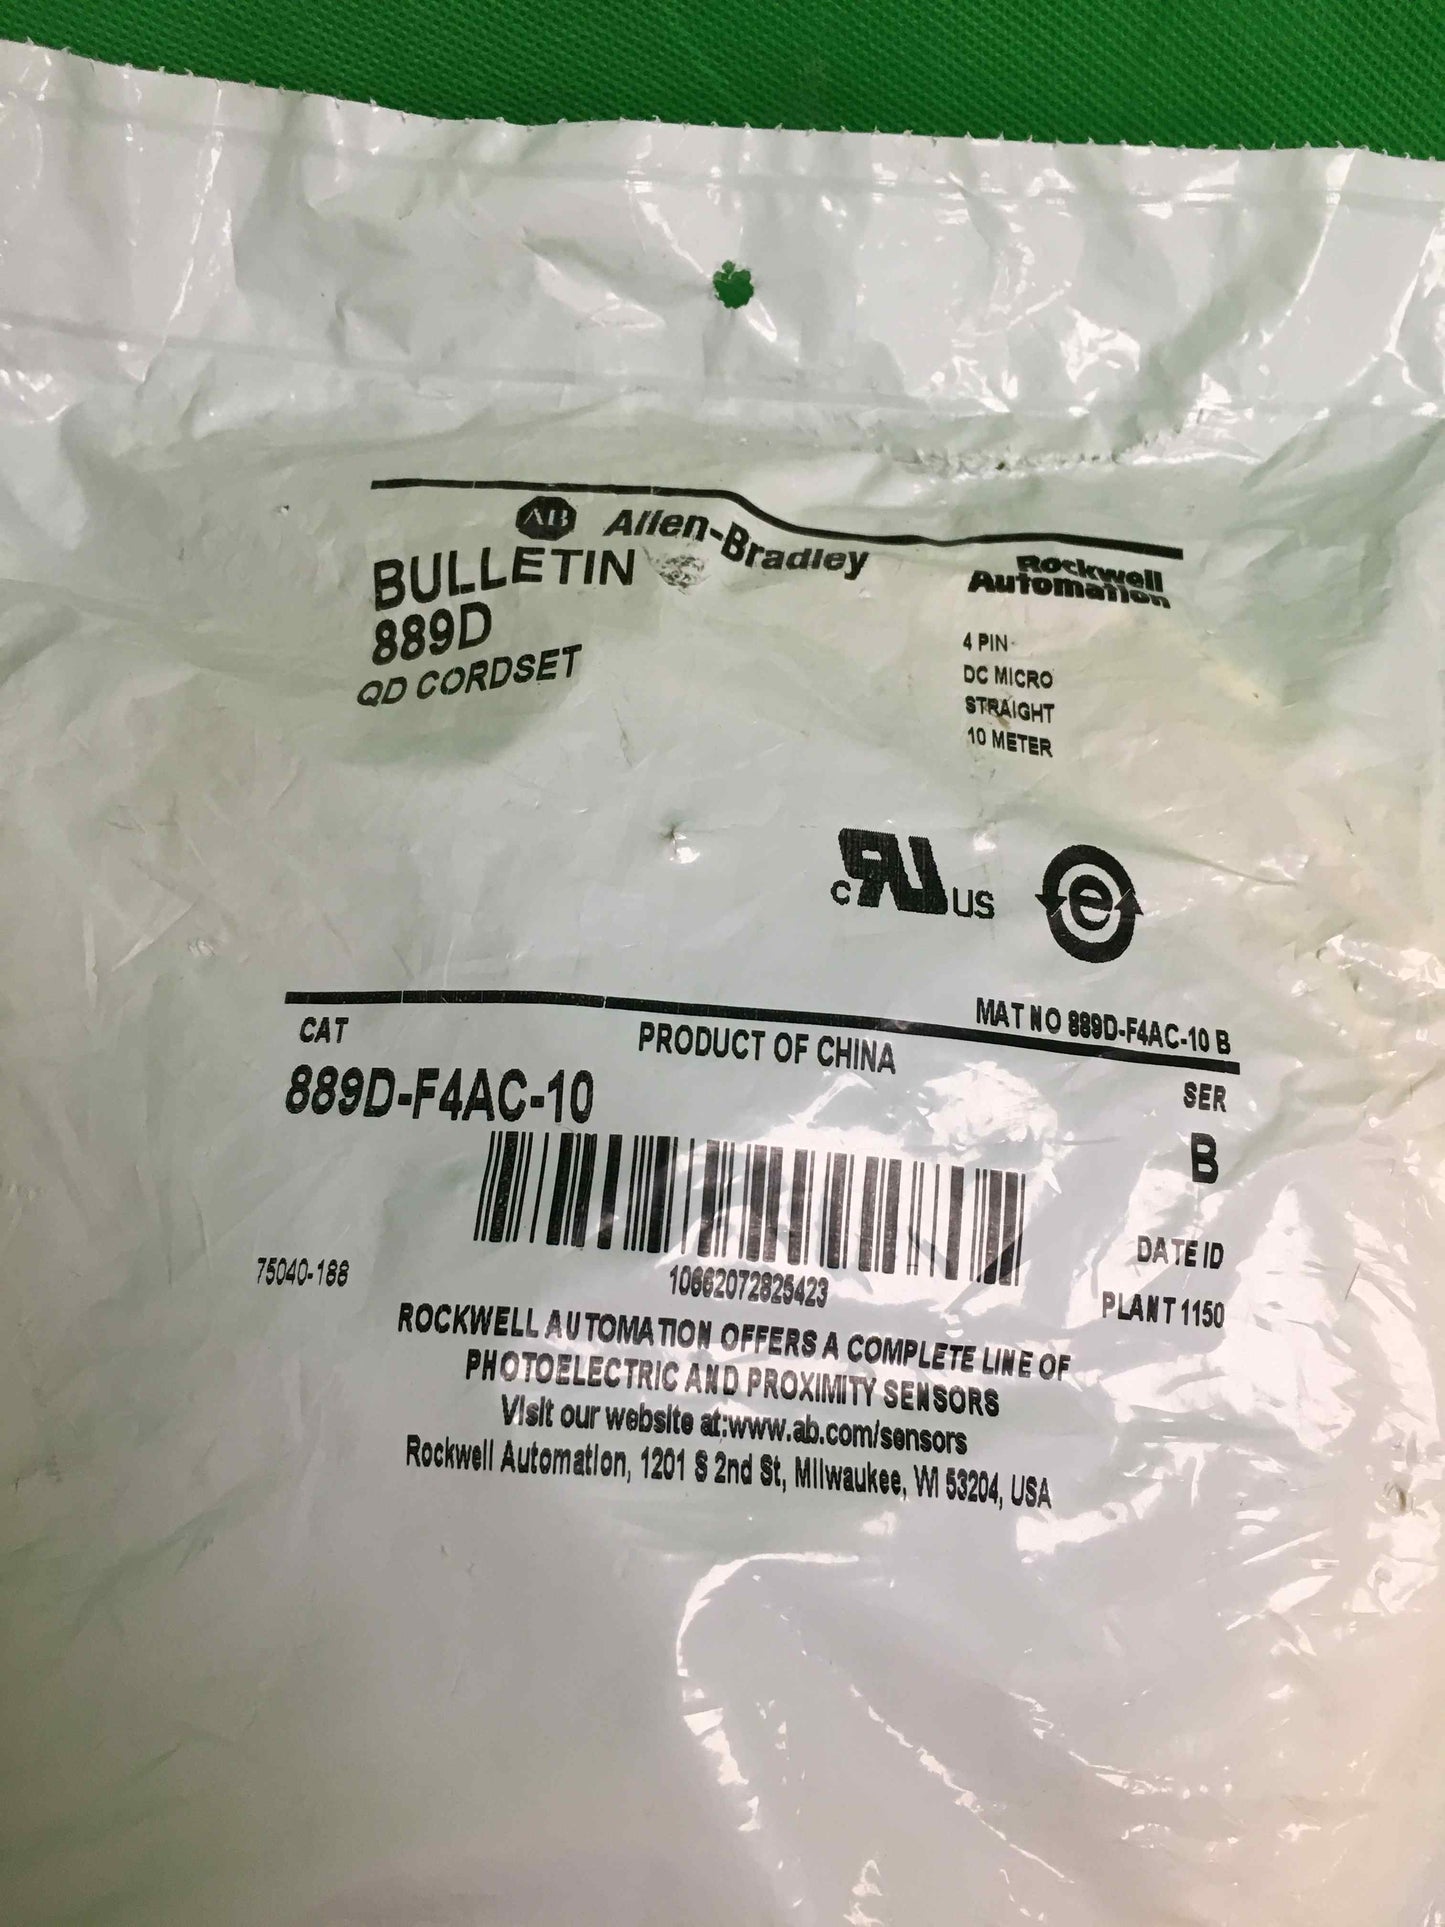 AB Allen-Bradley
BULLETIN
889D
QD CORDSET
Rockwell
Automation
4 PIN
DC MICRO
STRAIGHT
10 METER
c RU US e
MAT NO 889D-F4AC-10 B
CAT
PRODUCT OF CHINA
SER
889D-F4AC-10
B
DATE ID
75040-188
10662072825423
PLANT 1150
ROCKWELL AUTOMATION OFFERS A COMPLETE LINE OF
PHOTOELECTRIC AND PROXIMITY SENSORS
Visit our website at:www.ab.com/sensors
Rockwell Automation, 1201 S 2nd St, Milwaukee, WI 53204, USA